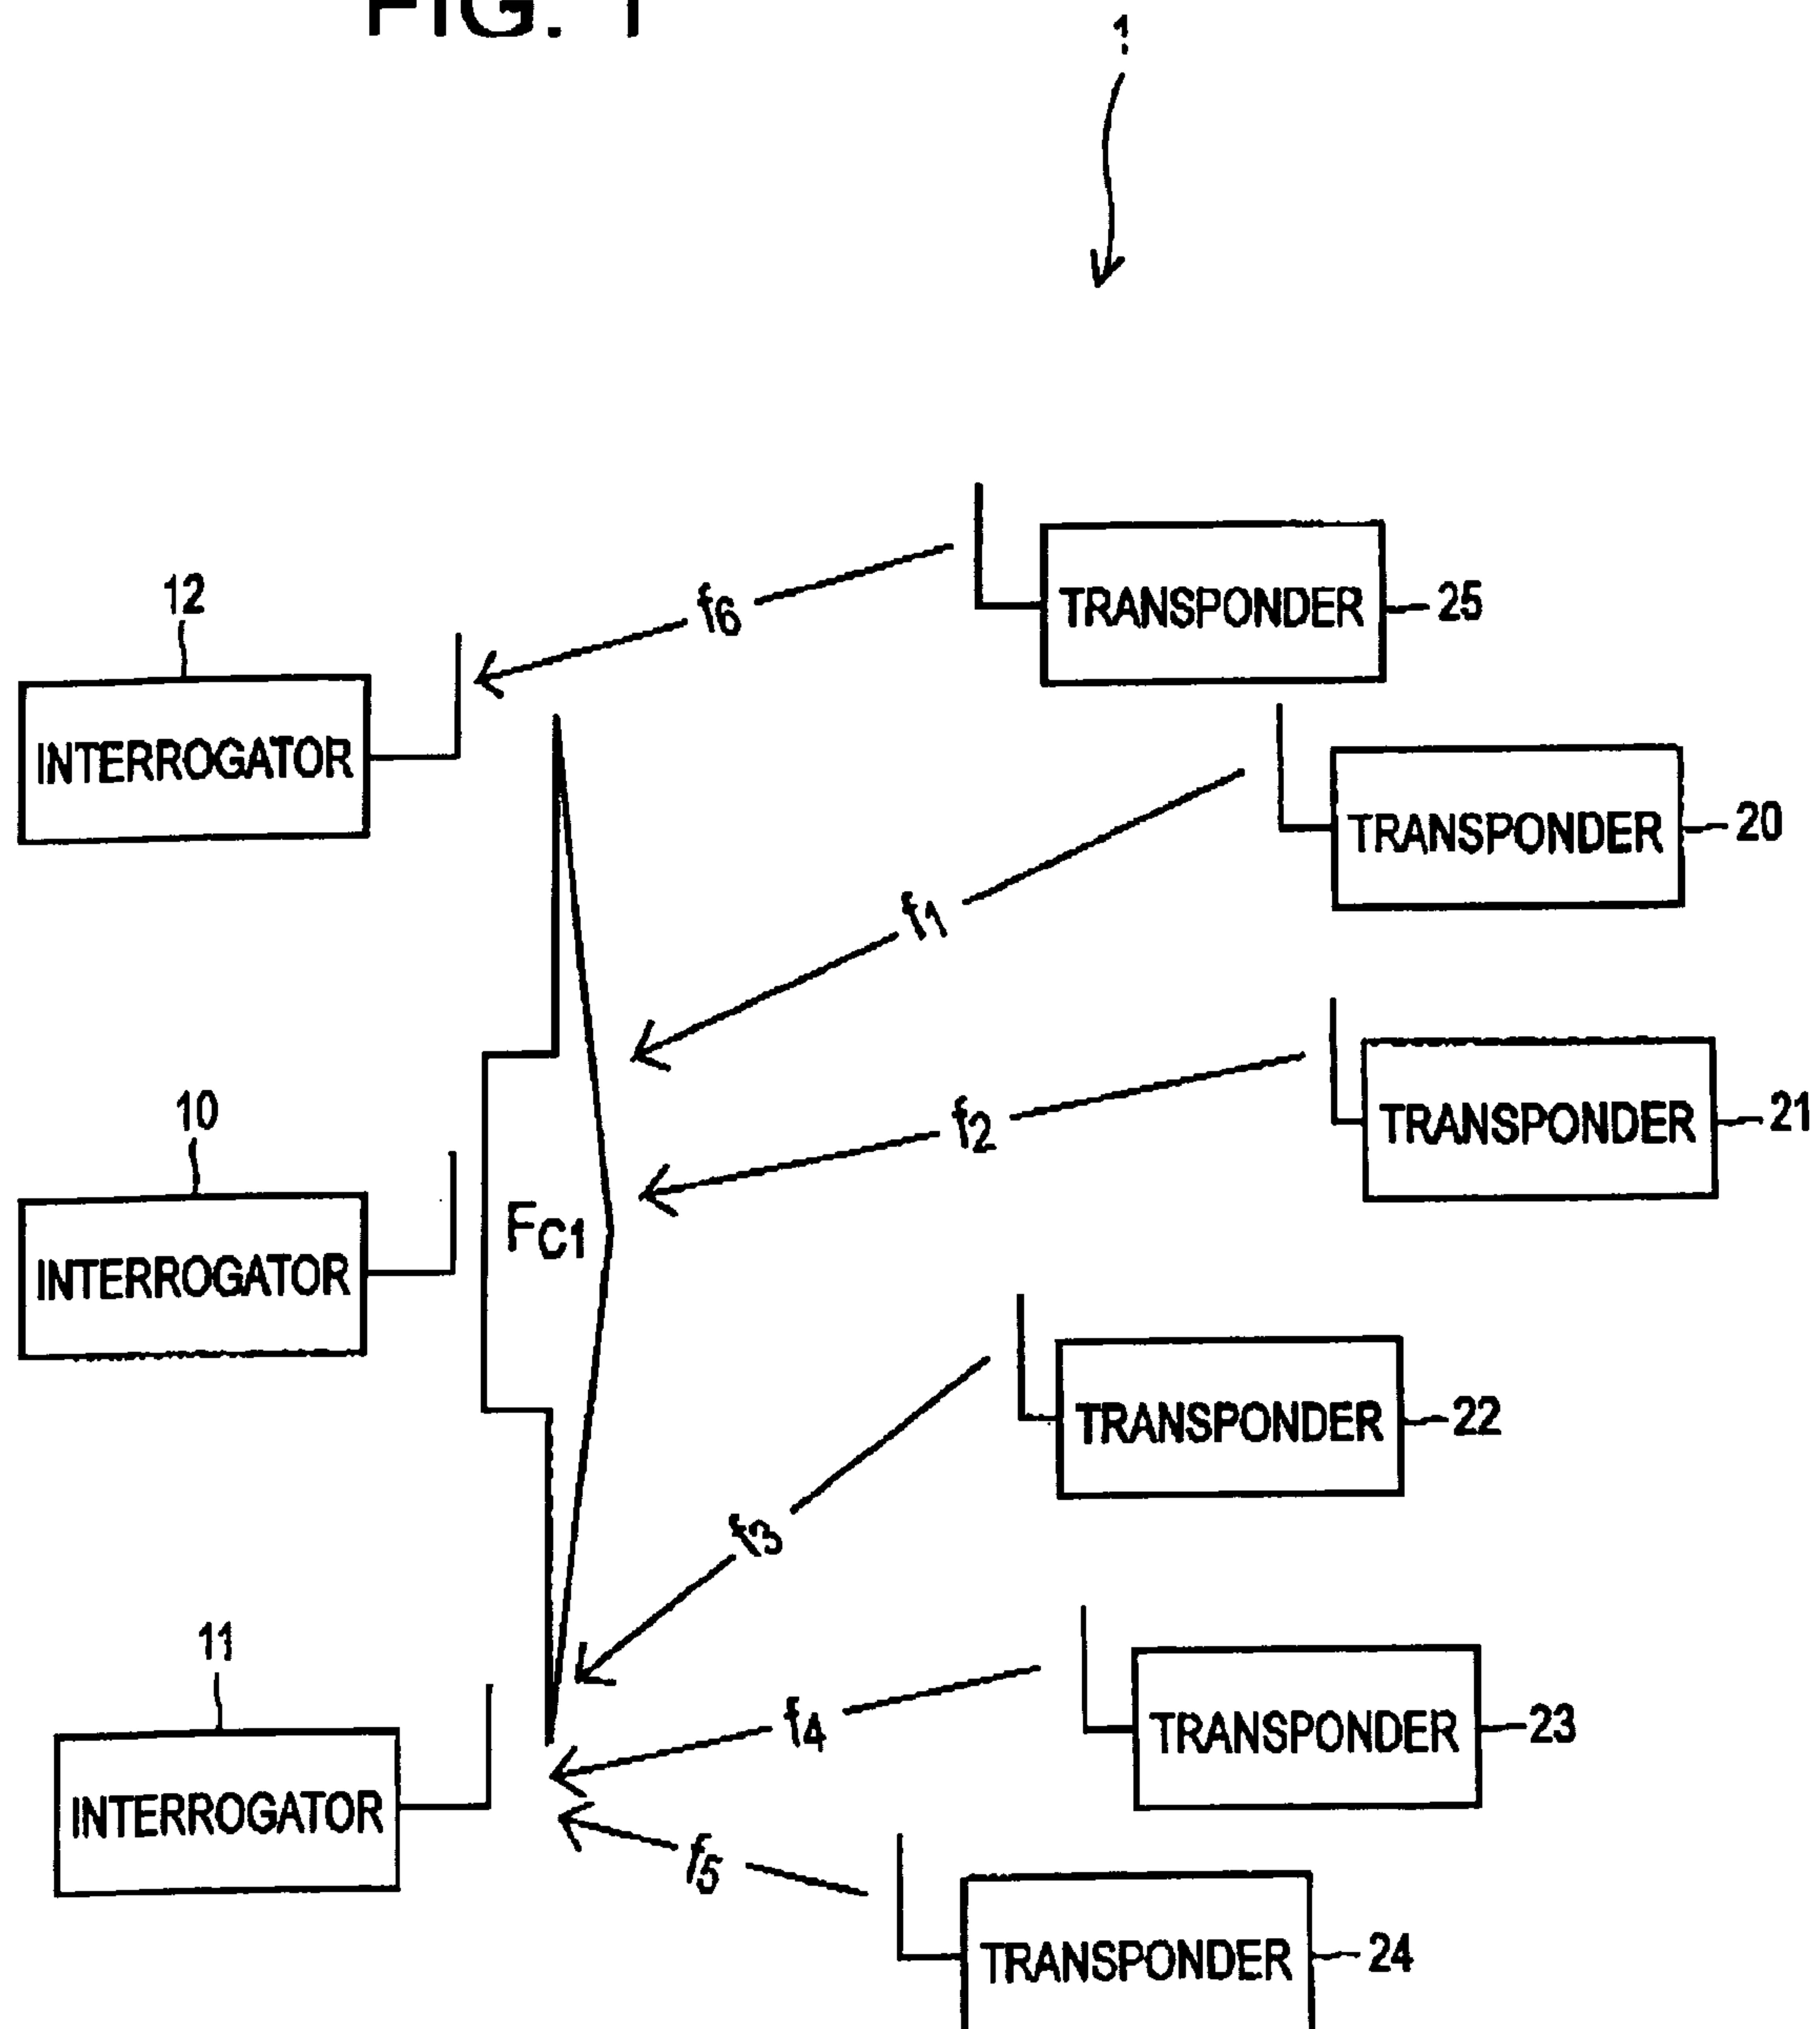 FIG. 1
1
12
INTERROGATOR
f6
TRANSPONDER
25
TRANSPONDER
20
f1
10
INTERROGATOR
FC1
f2
TRANSPONDER
21
TRANSPONDER
22
f3
11
INTERROGATOR
f4
TRANSPONDER
23
f5
TRANSPONDER
24